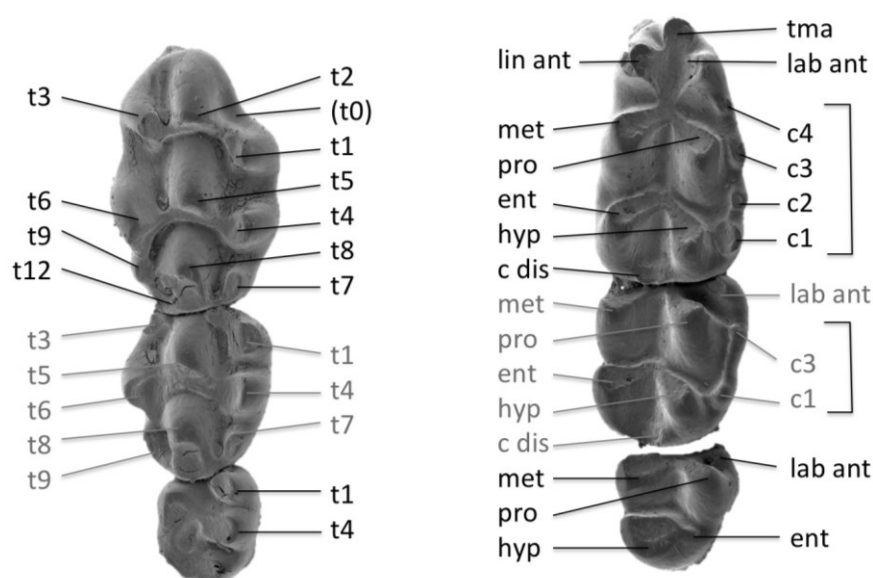 t3
t6
t9
t12
t3
t5
t6
t8
t9
t2
(t0)
t1
t5
t4
t8
t7
t1
t4
t7
t1
t4
lin ant
met
pro
ent
hyp
c dis
met
pro
ent
hyp
c dis
met
pro
hyp
tma
lab ant
c4
c3
c2
c1
lab ant
c3
c1
lab ant
ent